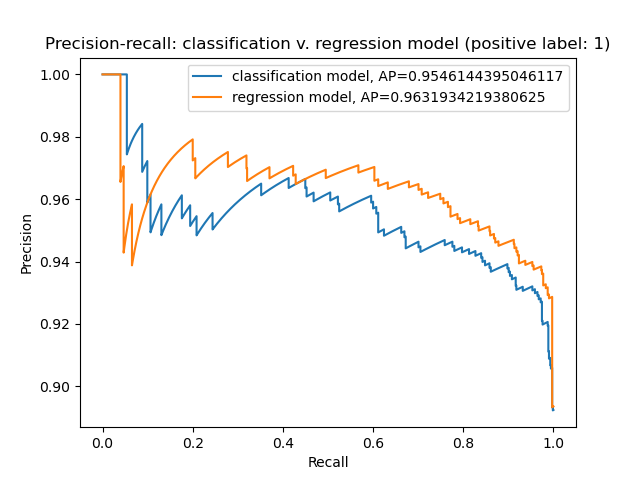 Precision-recall: classification v. regression model (positive label: 1)
classification model, AP=0.9546144395046117
regression model, AP=0.9631934219380625
1.00
0.98
0.96
0.94
0.92
0.90
Precision
0.0 0.2 0.4 0.6 0.8 1.0
Recall